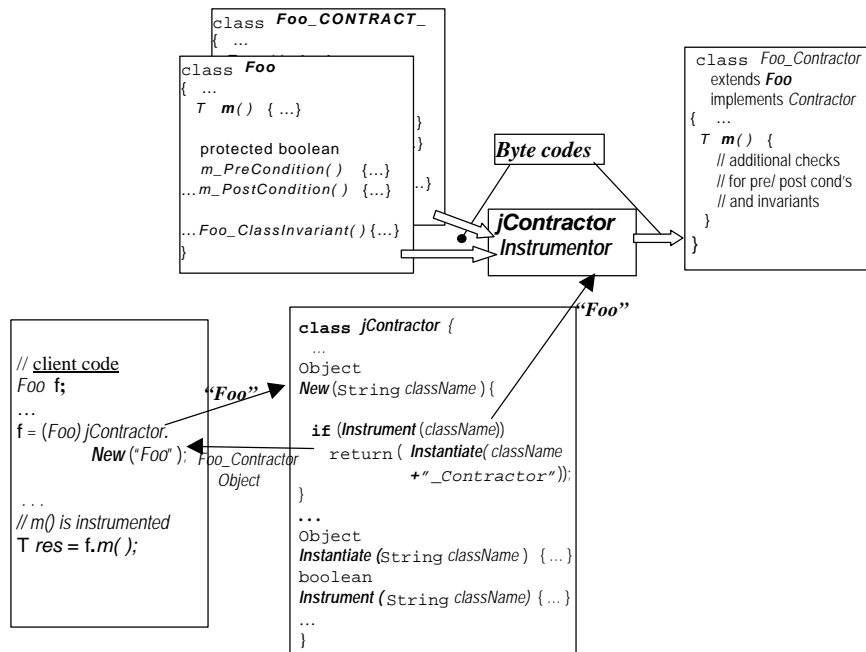 class Foo_CONTRACT_
{ ...
class Foo
{ ...
T m() { ...}
protected boolean
m_PreCondition() {...}
...m_PostCondition() {...}
...Foo_ClassInvariant() {...}
}
...}
...}
Byte codes
jContractor
Instrumentor
class Foo_Contractor
extends Foo
implements Contractor
{ ...
T m() {
// additional checks
// for pre/ post cond's
// and invariants
}
}
// client code
Foo f;
...
f = (Foo) jContractor.
New ("Foo" );
...
// m() is instrumented
T res = f.m( );
“Foo”
Foo_Contractor
Object
“Foo”
class jContractor {
...
Object
New (String className ) {
if (Instrument (className))
return ( Instantiate( className
+"_Contractor"));
}
...
Object
Instantiate (String className ) { ... }
boolean
Instrument ( String className) { ... }
...
}